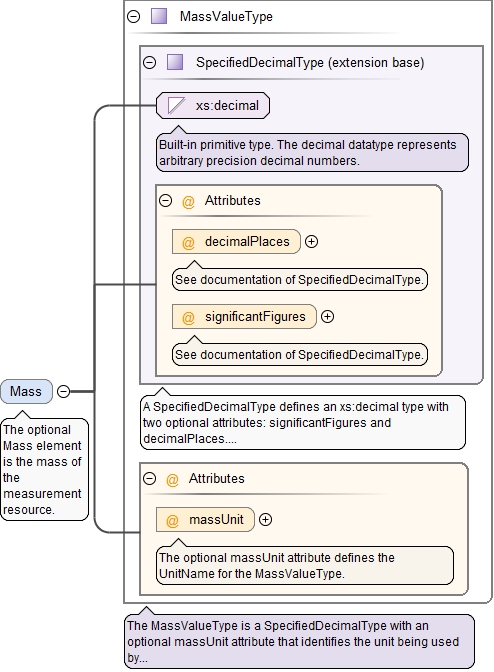 MassValueType
SpecifiedDecimalType (extension base)
xs:decimal
Built-in primitive type. The decimal datatype represents
arbitrary precision decimal numbers.
@ Attributes
@ decimalPlaces
See documentation of SpecifiedDecimalType.
@ significantFigures
See documentation of SpecifiedDecimalType.
Mass
The optional
Mass element
is the mass of
the
measurement
resource.
A SpecifiedDecimalType defines an xs:decimal type with
two optional attributes: significantFigures and
decimalPlaces....
@ Attributes
@ massUnit
The optional massUnit attribute defines the
UnitName for the MassValueType.
The MassValueType is a SpecifiedDecimalType with an
optional massUnit attribute that identifies the unit being used
by...